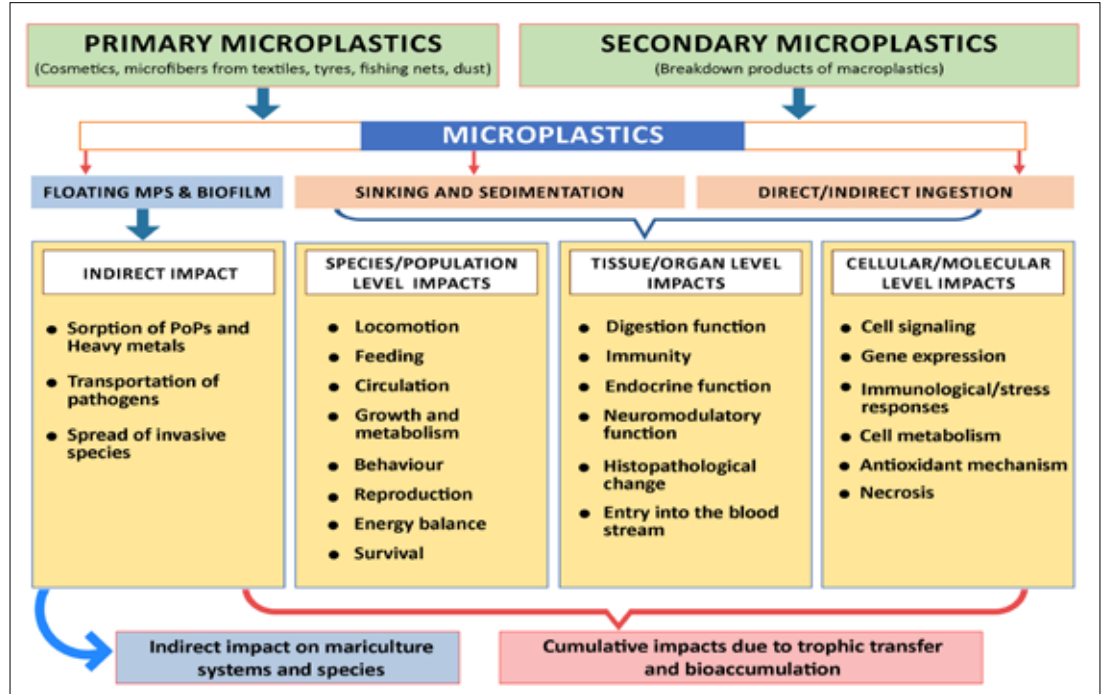 PRIMARY MICROPLASTICS
(Cosmetics, microfibers from textiles, tyres, fishing nets, dust)
SECONDARY MICROPLASTICS
(Breakdown products of macroplastics)
MICROPLASTICS
FLOATING MPS & BIOFILM
SINKING AND SEDIMENTATION
DIRECT/INDIRECT INGESTION
INDIRECT IMPACT
● Sorption of PoPs and
Heavy metals
● Transportation of
pathogens
● Spread of invasive
species
SPECIES/POPULATION
LEVEL IMPACTS
● Locomotion
● Feeding
● Circulation
● Growth and
metabolism
● Behaviour
● Reproduction
● Energy balance
● Survival
TISSUE/ORGAN LEVEL
IMPACTS
● Digestion function
● Immunity
● Endocrine function
● Neuromodulatory
function
● Histopathological
change
● Entry into the blood
stream
CELLULAR/MOLECULAR
LEVEL IMPACTS
● Cell signaling
● Gene expression
● Immunological/stress
responses
● Cell metabolism
● Antioxidant mechanism
● Necrosis
Indirect impact on mariculture
systems and species
Cumulative impacts due to trophic transfer
and bioaccumulation